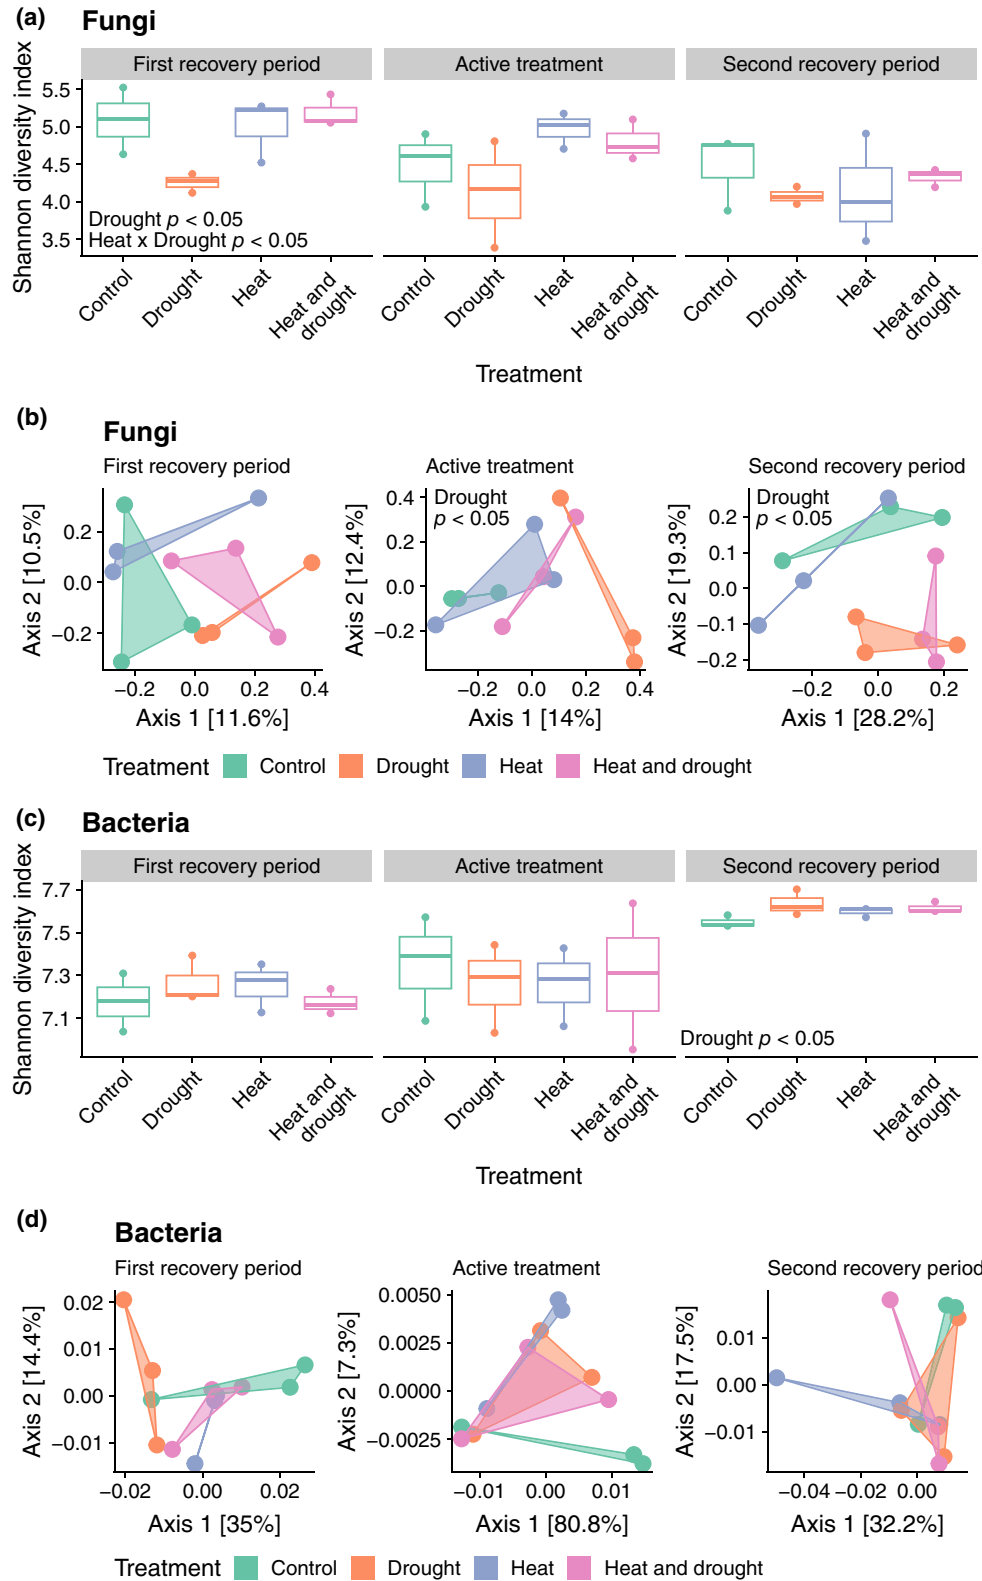 (a) Fungi
First recovery period Active treatment Second recovery period
Shannon diversity index
5.5
5.0
4.5
4.0
3.5
Drought p < 0.05
Heat x Drought p < 0.05
Control Drought Heat Heat and drought Control Drought Heat Heat and drought Control Drought Heat Heat and drought
Treatment
(b)
Fungi
First recovery period
Axis 2 [10.5%]
0.2
0.0
−0.2
−0.2 0.0 0.2 0.4
Axis 1 [11.6%]
Active treatment
Drought
p < 0.05
Axis 2 [12.4%]
0.4
0.2
0.0
−0.2
−0.2 0.0 0.2 0.4
Axis 1 [14%]
Second recovery period
Drought
p < 0.05
Axis 2 [19.3%]
0.2
0.1
0.0
−0.1
−0.2
−0.2 0.0 0.2
Axis 1 [28.2%]
Treatment Control Drought Heat Heat and drought
(c)
Bacteria
First recovery period Active treatment Second recovery period
Shannon diversity index
7.7
7.5
7.3
7.1
Drought p < 0.05
Control Drought Heat Heat and drought Control Drought Heat Heat and drought Control Drought Heat Heat and drought
Treatment
(d)
Bacteria
First recovery period
Axis 2 [14.4%]
0.02
0.01
0.00
−0.01
−0.02 0.00 0.02
Axis 1 [35%]
Active treatment
Axis 2 [7.3%]
0.0050
0.0025
0.0000
−0.0025
−0.01 0.00 0.01
Axis 1 [80.8%]
Second recovery period
Axis 2 [17.5%]
0.01
0.00
−0.01
−0.04 −0.02 0.00
Axis 1 [32.2%]
Treatment Control Drought Heat Heat and drought